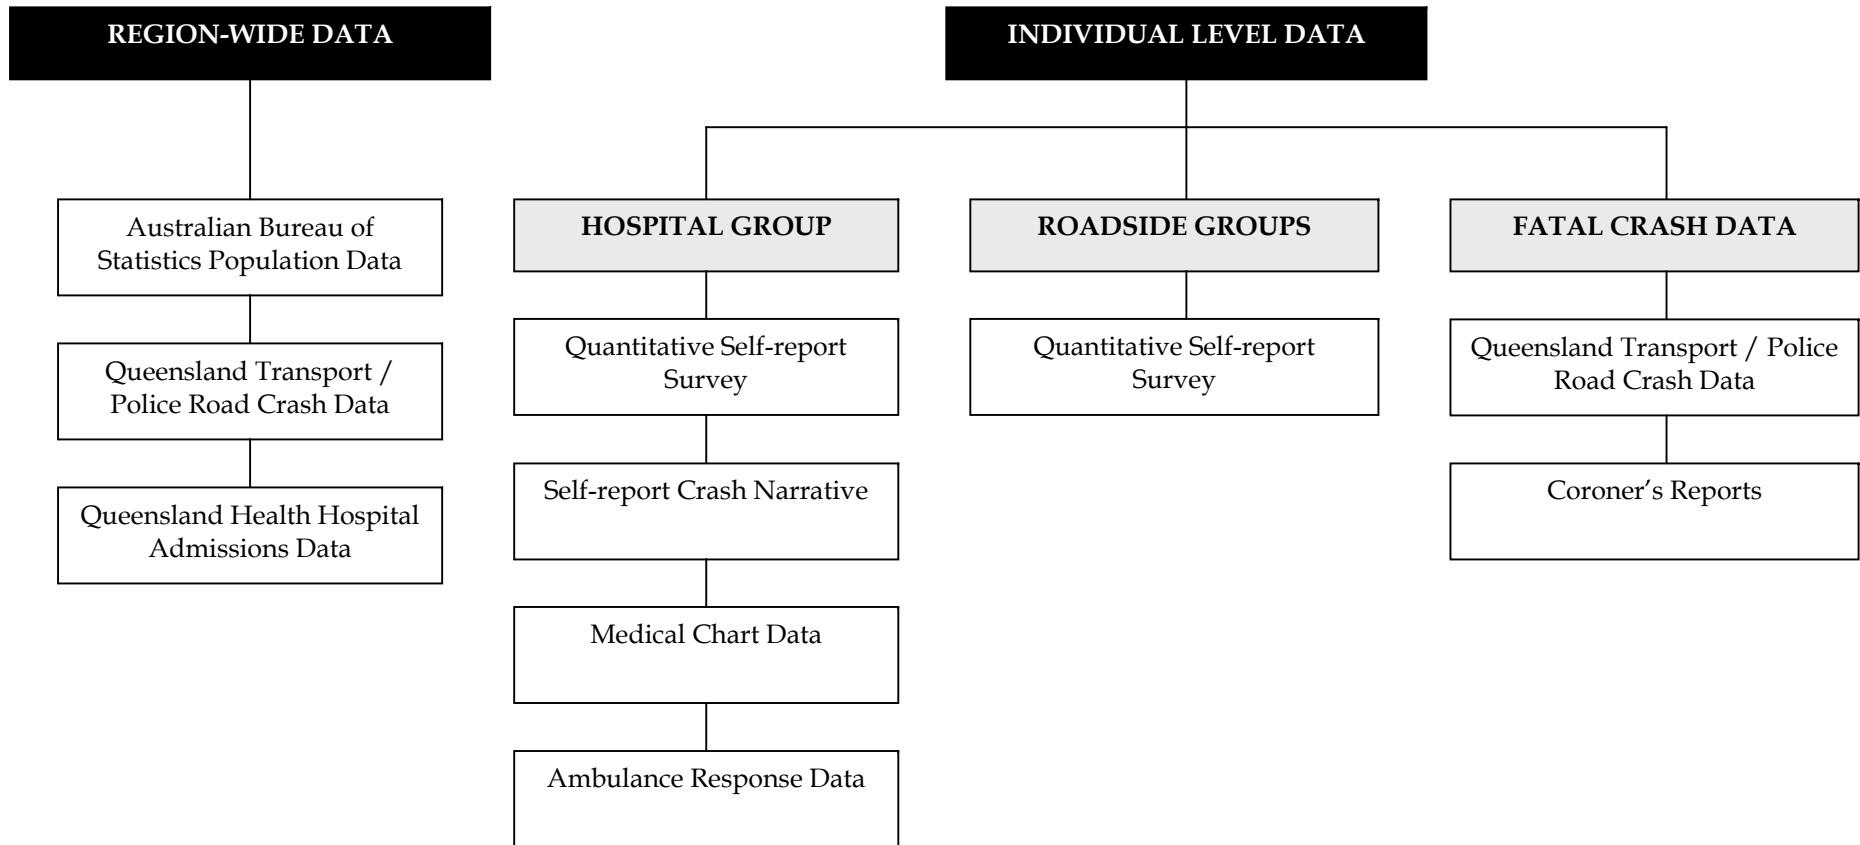 REGION-WIDE DATA
INDIVIDUAL LEVEL DATA
Australian Bureau of
Statistics Population Data
Queensland Transport /
Police Road Crash Data
Queensland Health Hospital
Admissions Data
HOSPITAL GROUP
Quantitative Self-report
Survey
Self-report Crash Narrative
Medical Chart Data
Ambulance Response Data
ROADSIDE GROUPS
Quantitative Self-report
Survey
FATAL CRASH DATA
Queensland Transport / Police
Road Crash Data
Coroner’s Reports